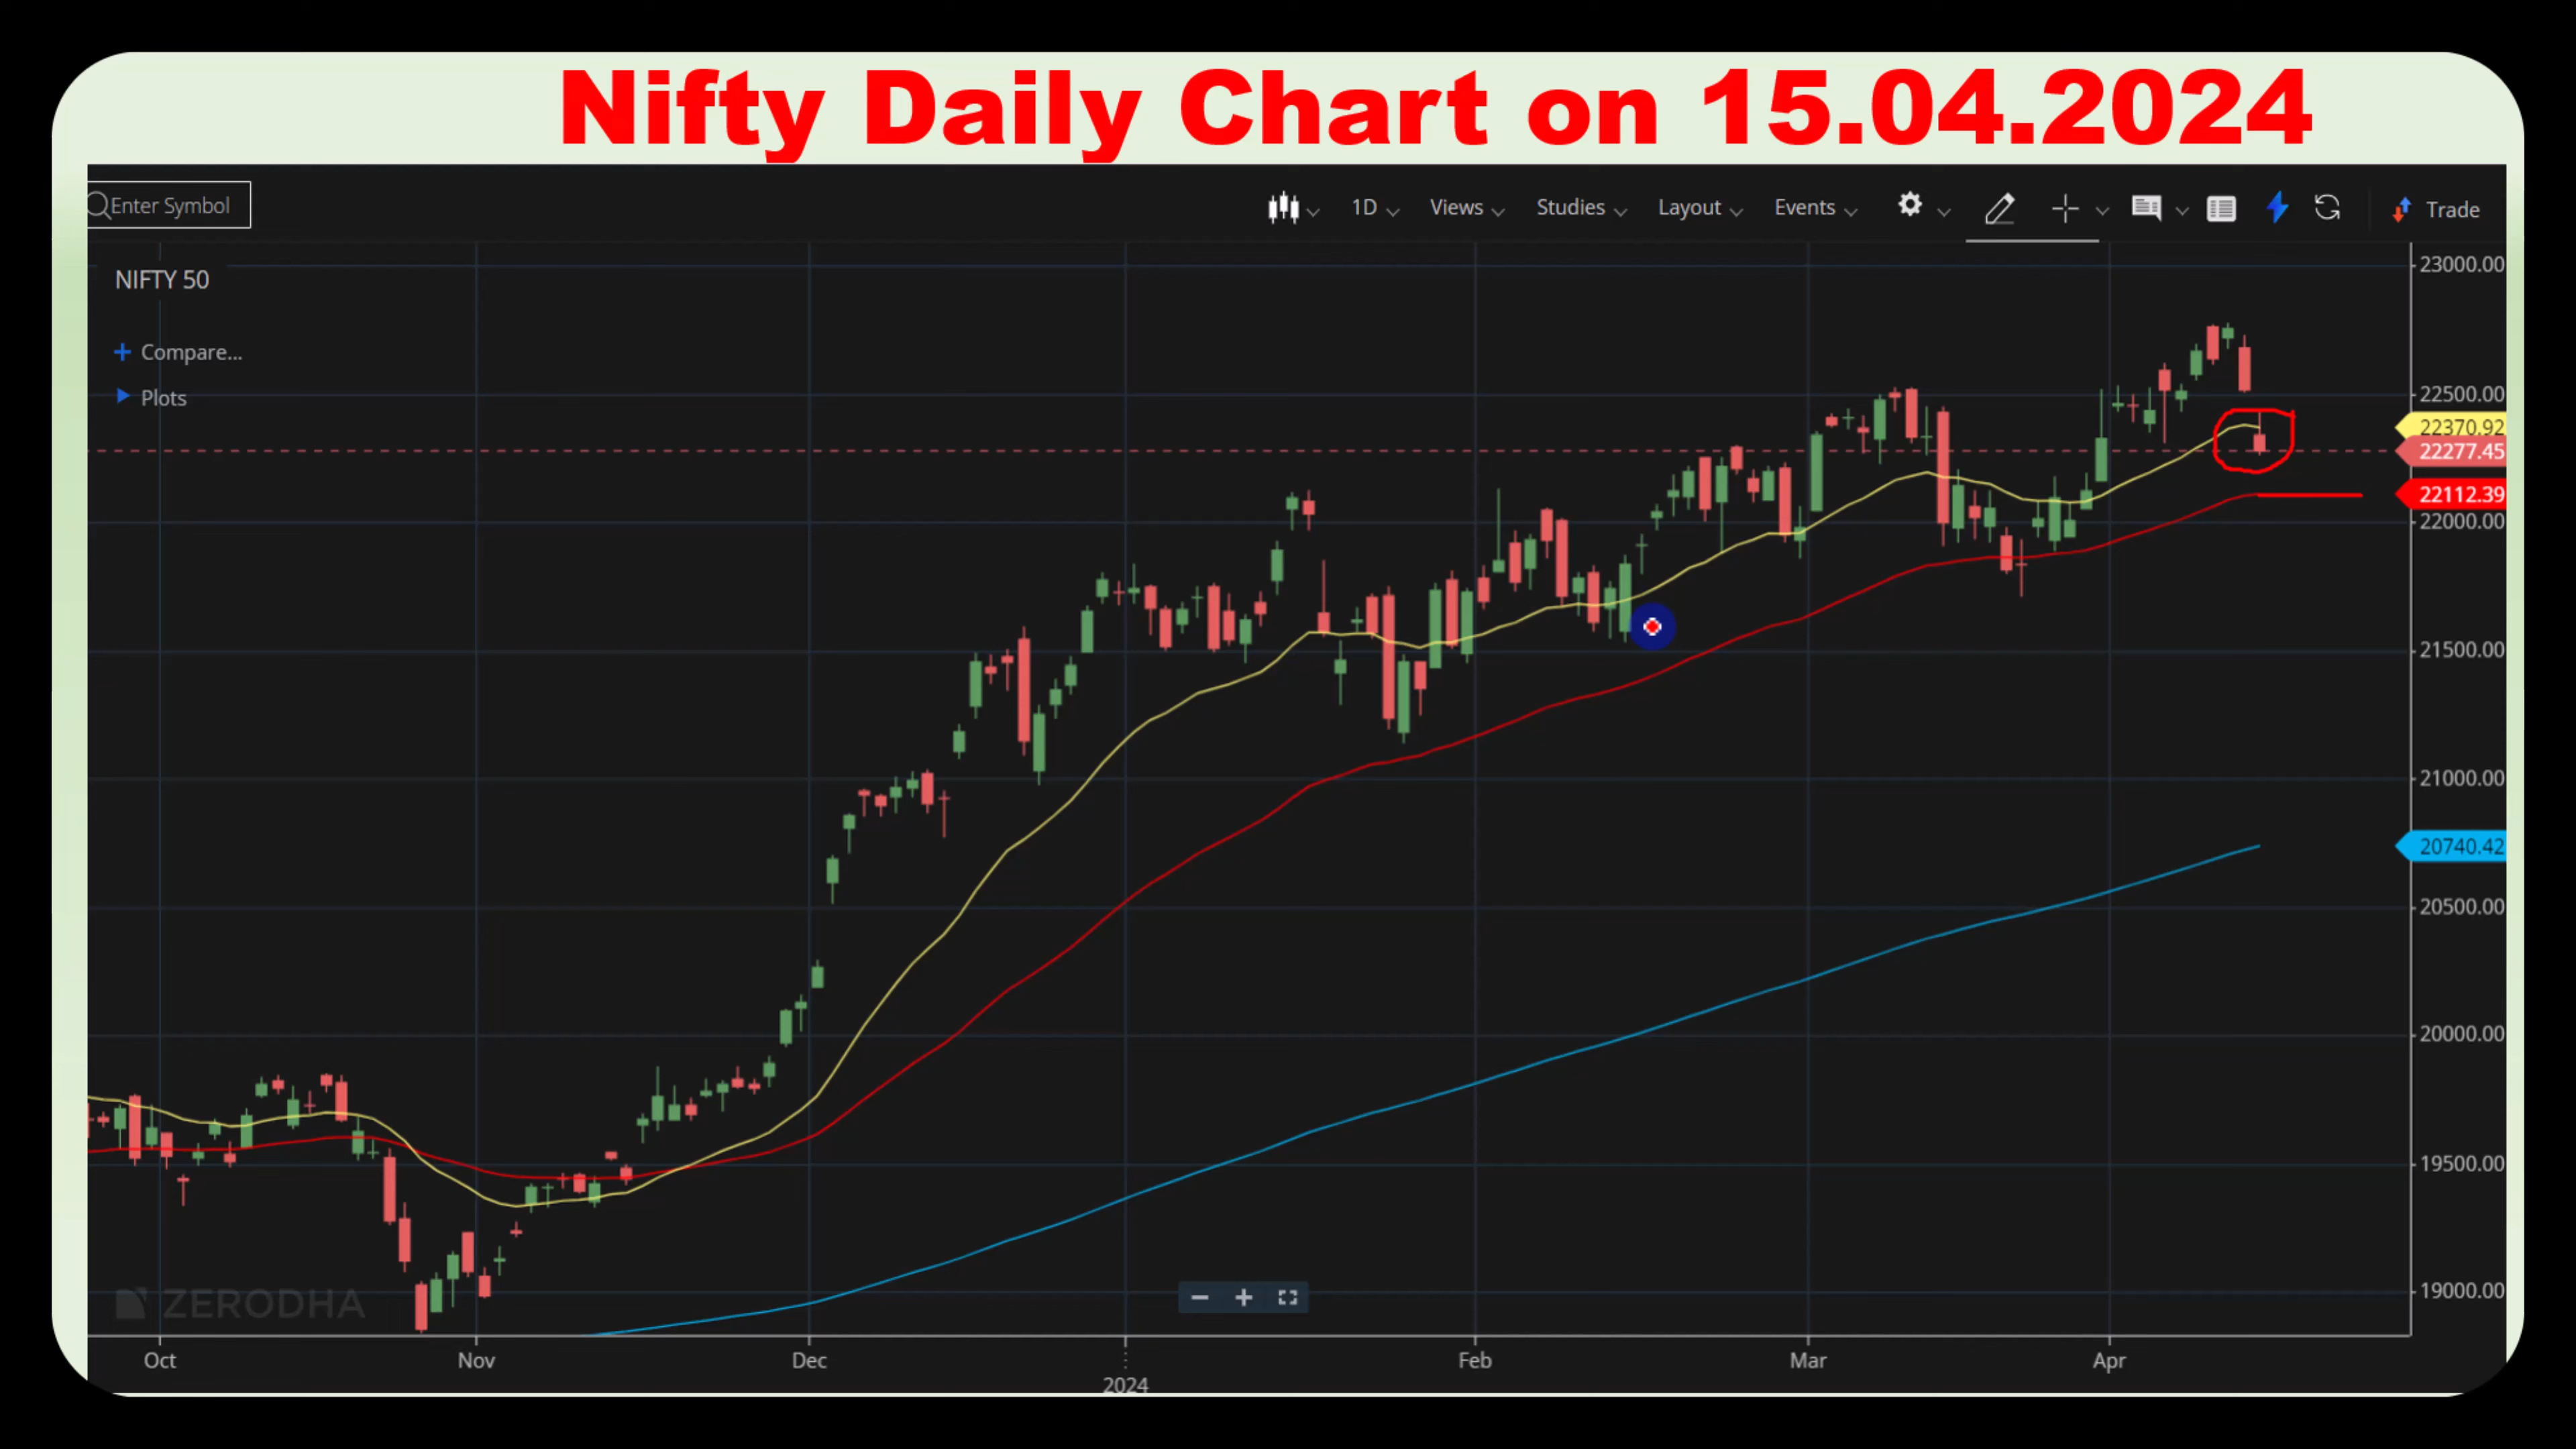 Nifty Daily Chart on 15.04.2024
Enter Symbol
1D Views Studies Layout Events Trade
NIFTY 50
Compare...
Plots
23000.00
22500.00
22370.92
22277.45
22112.39
22000.00
21500.00
21000.00
20740.42
20500.00
20000.00
19500.00
19000.00
ZERODHA
Oct Nov Dec Feb Mar Apr
2024